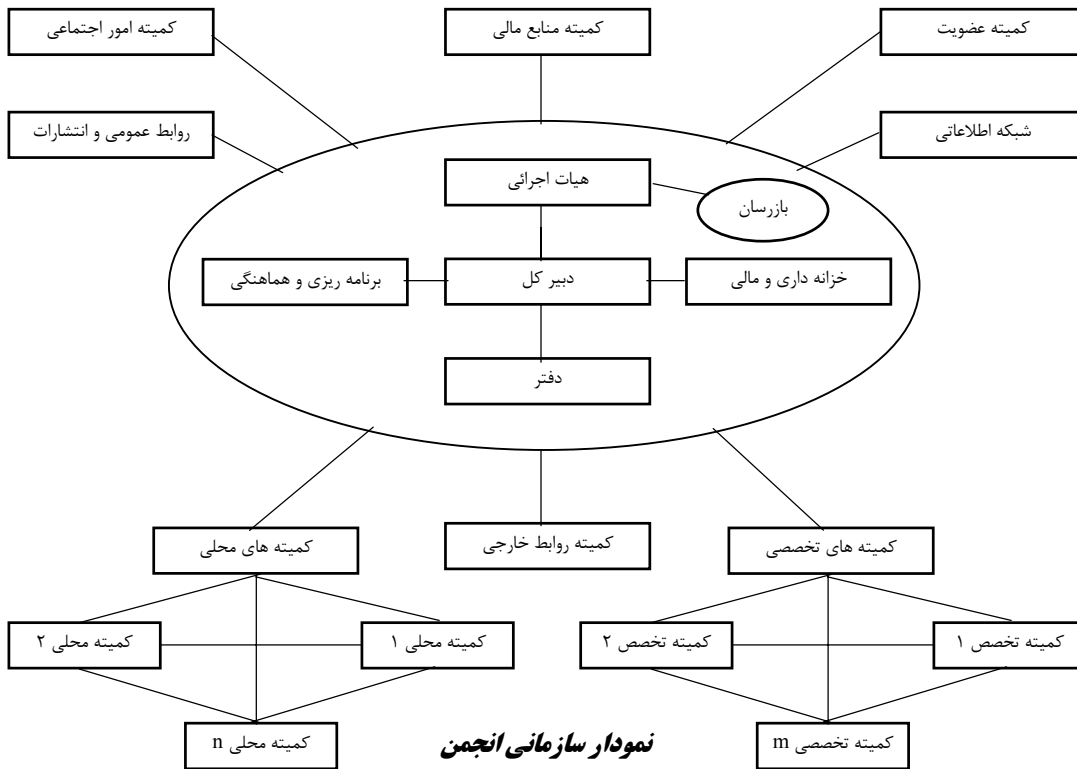 کمیته عضویت
کمیته منابع مالی
کمیته امور اجتماعی
شبکه اطلاعاتی
روابط عمومی و انتشارات
هیات اجرائی
بازرسان
خزانه داری و مالی
دبیر کل
برنامه ریزی و هماهنگی
دفتر
کمیته های تخصصی
کمیته روابط خارجی
کمیته های محلی
کمیته تخصص ۱
کمیته تخصص ۲
کمیته محلی ۱
کمیته محلی ۲
کمیته تخصصی m
کمیته محلی n
نمودار سازمانی انجمن